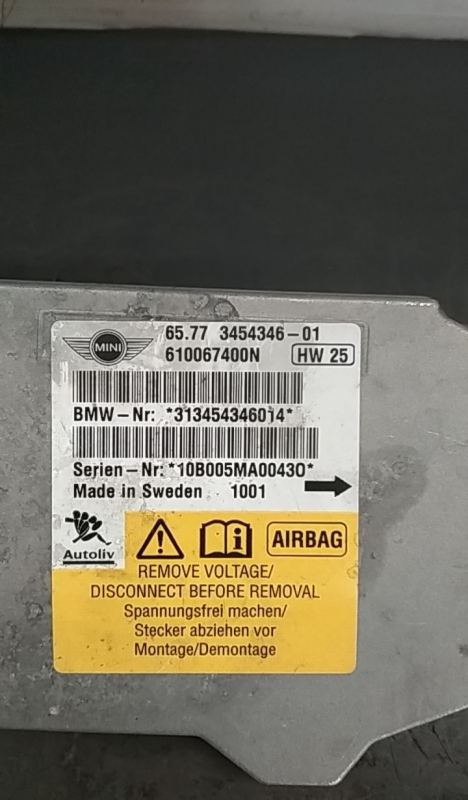 MINI
65.77 3454346-01
610067400N HW 25
BMW-Nr: *313454346014*
Serien-Nr: *10B005MA0043O*
Made in Sweden 1001
Autoliv
AIRBAG
REMOVE VOLTAGE/
DISCONNECT BEFORE REMOVAL
Spannungsfrei machen/
Stecker abziehen vor
Montage/Demontage